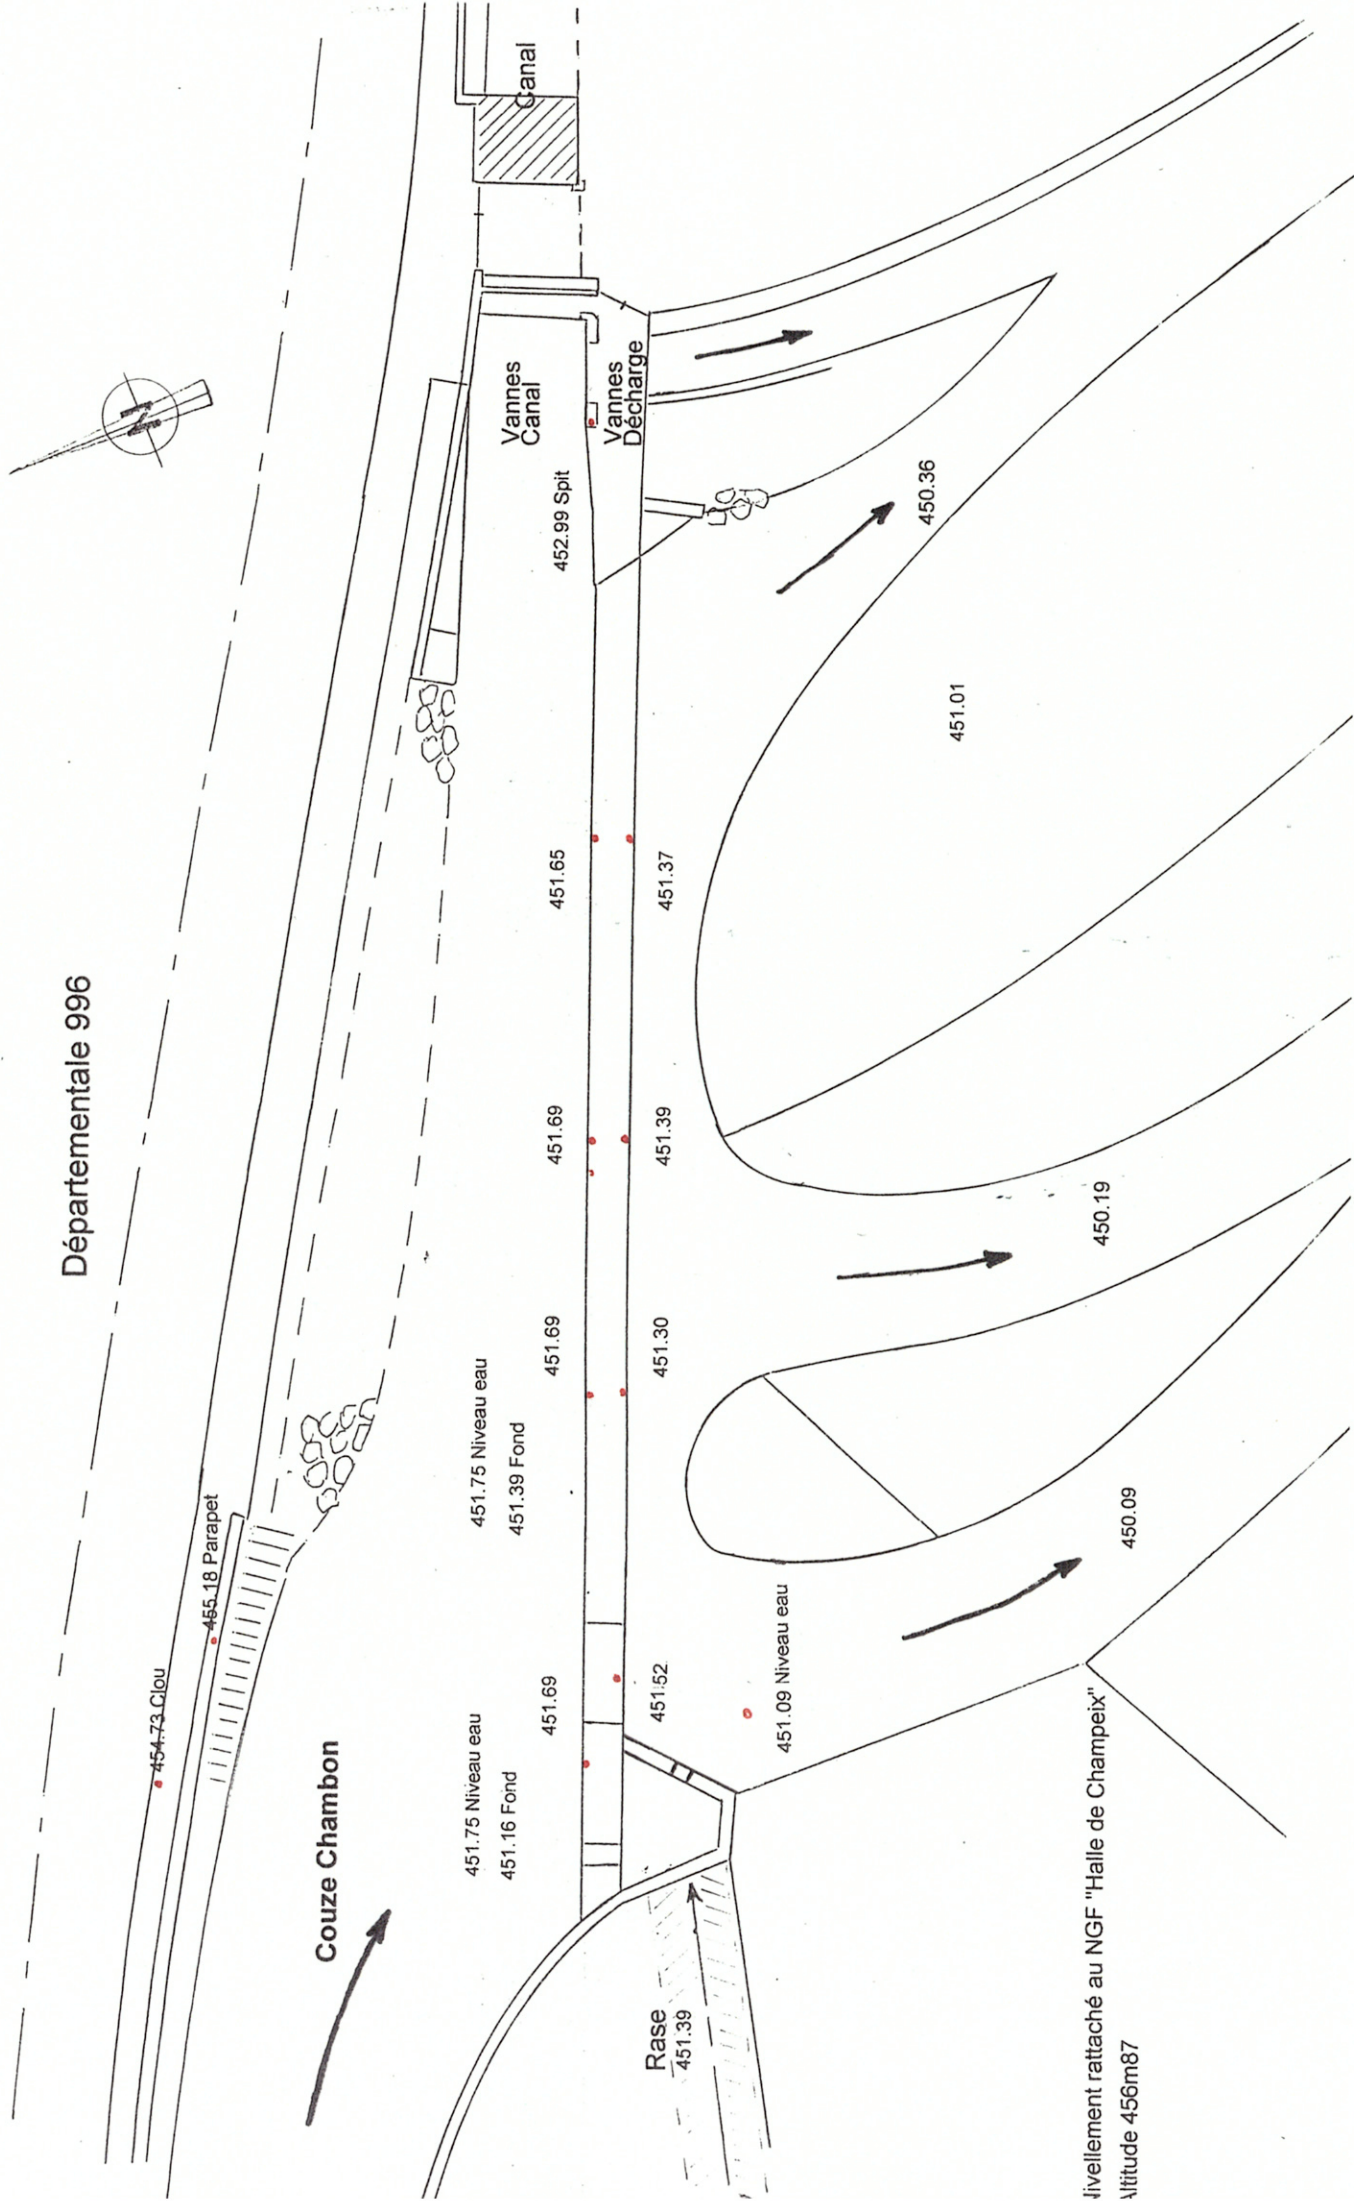 Départementale 996
454.73 Clou
455.18 Parapet
Couze Chambon
451.75 Niveau eau
451.16 Fond
451.75 Niveau eau
451.39 Fond
451.69
451.69
451.69
451.65
452.99 Spit
Vannes
Canal
Canal
Vannes
Décharge
451.52
451.30
451.39
451.37
Rase
451.39
451.09 Niveau eau
450.09
450.19
451.01
450.36
N
Nivellement rattaché au NGF "Halle de Champeix"
Altitude 456m87